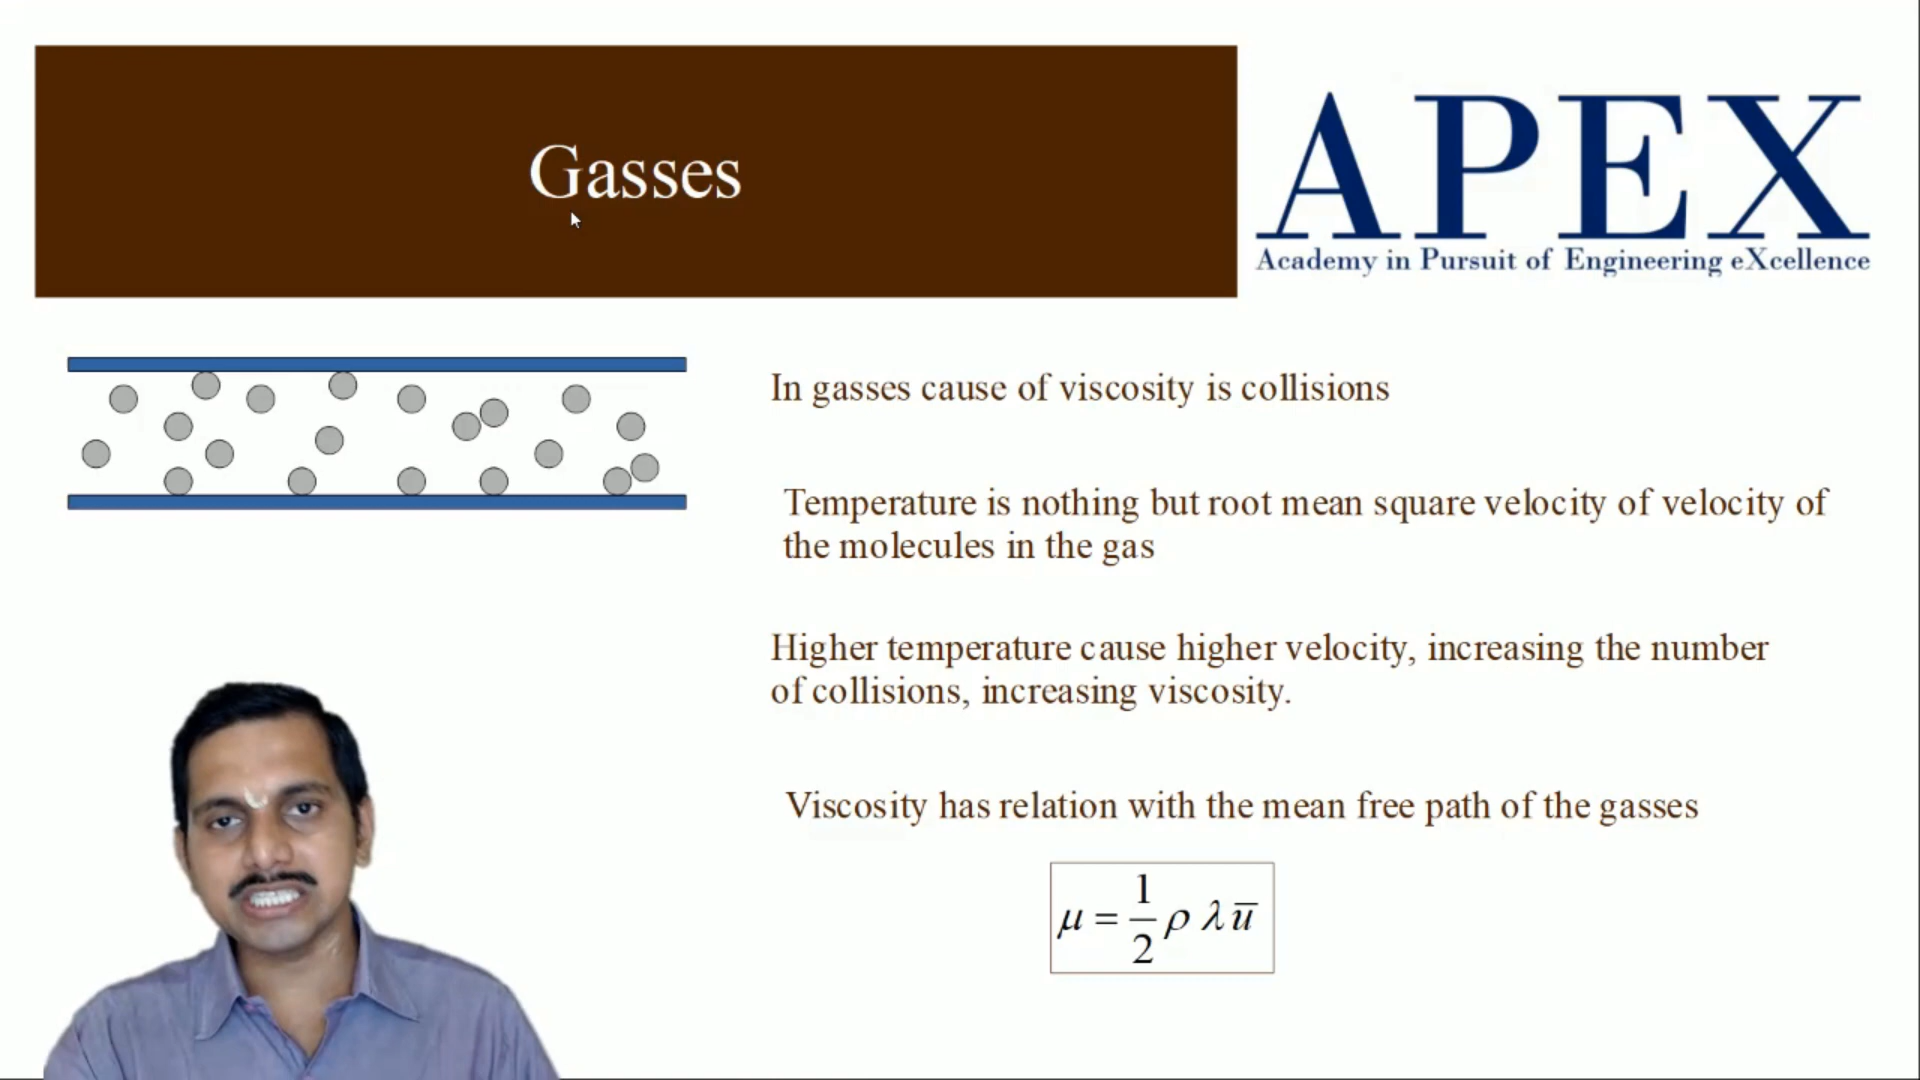 Gasses
APEX
Academy in Pursuit of Engineering eXcellence
In gasses cause of viscosity is collisions
Temperature is nothing but root mean square velocity of velocity of
the molecules in the gas
Higher temperature cause higher velocity, increasing the number
of collisions, increasing viscosity.
Viscosity has relation with the mean free path of the gasses
μ = 1/2 ρ λ u̅